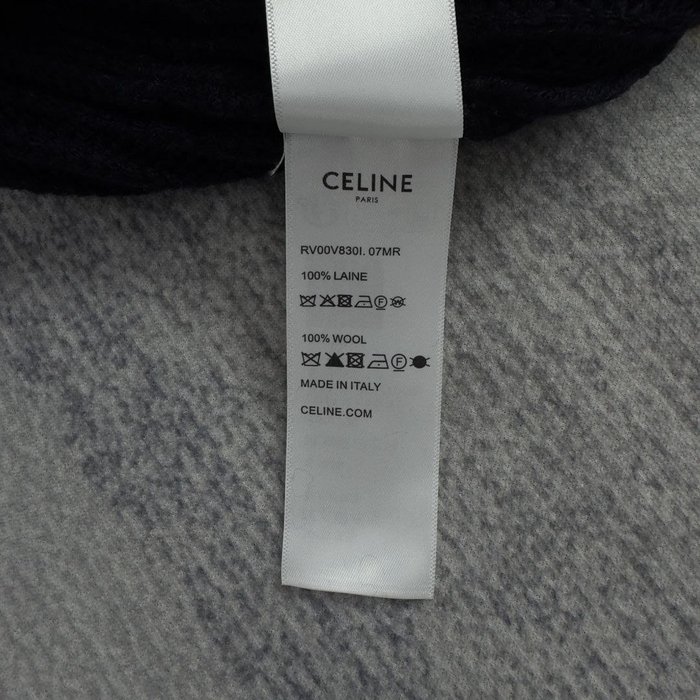 CELINE
PARIS
RV00V830I. 07MR
100% LAINE
100% WOOL
MADE IN ITALY
CELINE.COM